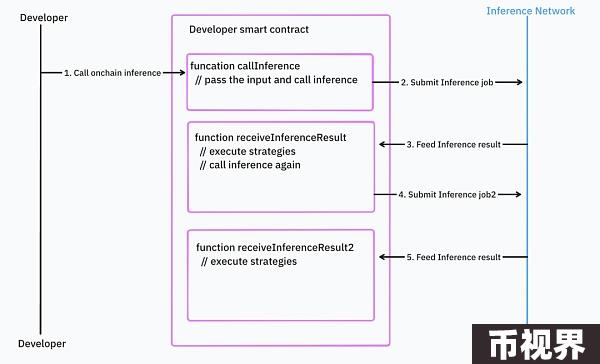 Developer
Inference Network
Developer smart contract
funcation callInference
// pass the input and call inference
1. Call onchain inference
2. Submit Inference job
function receiveInferenceResult
// execute strategies
// call inference again
3. Feed Inference result
4. Submit Inference job2
function receiveInferenceResult2
// execute strategies
5. Feed Inference result
Developer
币视界